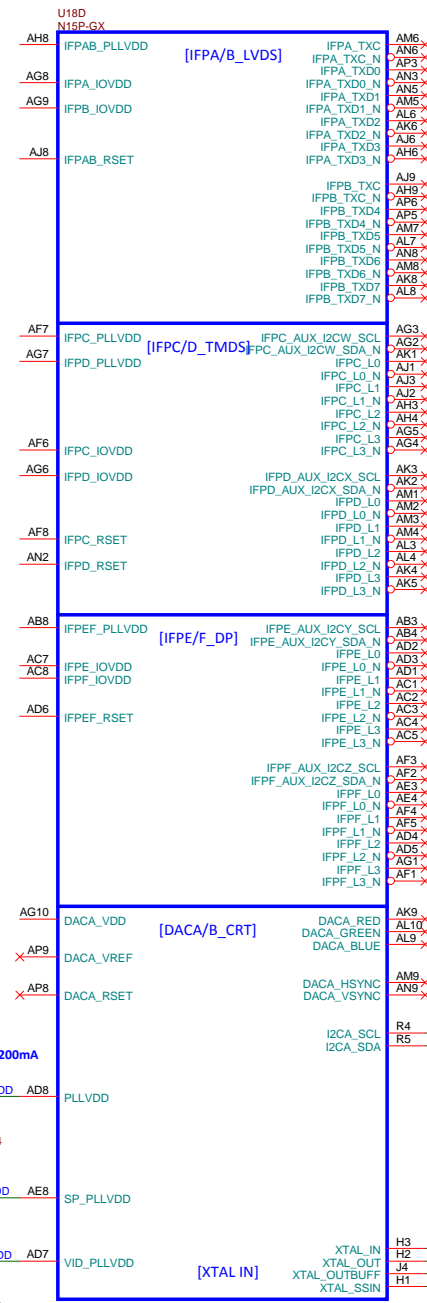 U18D
N15P-GX
[IFPA/B_LVDS]
AH8 IFPAB_PLLVDD IFPA_TXC AM6
IFPA_TXC_N AN6
IFPA_TXD0 AP3
AG8 IFPA_IOVDD IFPA_TXD0_N AN3
IFPA_TXD1 AN5
AG9 IFPB_IOVDD IFPA_TXD1_N AM5
IFPA_TXD2 AL6
IFPA_TXD2_N AK6
IFPA_TXD3 AJ6
AJ8 IFPAB_RSET IFPA_TXD3_N AH6
IFPB_TXC AJ9
IFPB_TXC_N AH9
IFPB_TXD4 AP6
IFPB_TXD4_N AP5
IFPB_TXD5 AM7
IFPB_TXD5_N AL7
IFPB_TXD6 AN8
IFPB_TXD6_N AM8
IFPB_TXD7 AK8
IFPB_TXD7_N AL8
[IFPC/D_TMDS]
AF7 IFPC_PLLVDD IFPC_AUX_I2CW_SCL AG3
IFPC_AUX_I2CW_SDA_N AG2
AG7 IFPD_PLLVDD IFPC_L0 AK1
IFPC_L0_N AJ1
IFPC_L1 AJ3
IFPC_L1_N AJ2
IFPC_L2 AH3
IFPC_L2_N AH4
IFPC_L3 AG5
AF6 IFPC_IOVDD IFPC_L3_N AG4
AG6 IFPD_IOVDD IFPD_AUX_I2CX_SCL AK3
IFPD_AUX_I2CX_SDA_N AK2
IFPD_L0 AM1
IFPD_L0_N AM2
IFPD_L1 AM3
AF8 IFPC_RSET IFPD_L1_N AM4
IFPD_L2 AL3
AN2 IFPD_RSET IFPD_L2_N AL4
IFPD_L3 AK4
IFPD_L3_N AK5
[IFPE/F_DP]
AB8 IFPEF_PLLVDD IFPE_AUX_I2CY_SCL AB3
IFPE_AUX_I2CY_SDA_N AB4
IFPE_L0 AD2
AC7 IFPE_IOVDD IFPE_L0_N AD3
AC8 IFPF_IOVDD IFPE_L1 AD1
IFPE_L1_N AC1
IFPE_L2 AC2
AD6 IFPEF_RSET IFPE_L2_N AC3
IFPE_L3 AC4
IFPE_L3_N AC5
IFPF_AUX_I2CZ_SCL AF3
IFPF_AUX_I2CZ_SDA_N AF2
IFPF_L0 AE3
IFPF_L0_N AE4
IFPF_L1 AF4
IFPF_L1_N AF5
IFPF_L2 AD4
IFPF_L2_N AD5
IFPF_L3 AG1
IFPF_L3_N AF1
[DACA/B_CRT]
AG10 DACA_VDD DACA_RED AK9
DACA_GREEN AL10
DACA_BLUE AL9
AP9 DACA_VREF
DACA_HSYNC AM9
AP8 DACA_RSET DACA_VSYNC AN9
I2CA_SCL R4
I2CA_SDA R5
200mA
DD AD8 PLLVDD
AE8 SP_PLLVDD
DD AD7 VID_PLLVDD
[XTAL IN]
XTAL_IN H3
XTAL_OUT H2
XTAL_OUTBUFF J4
XTAL_SSIN H1